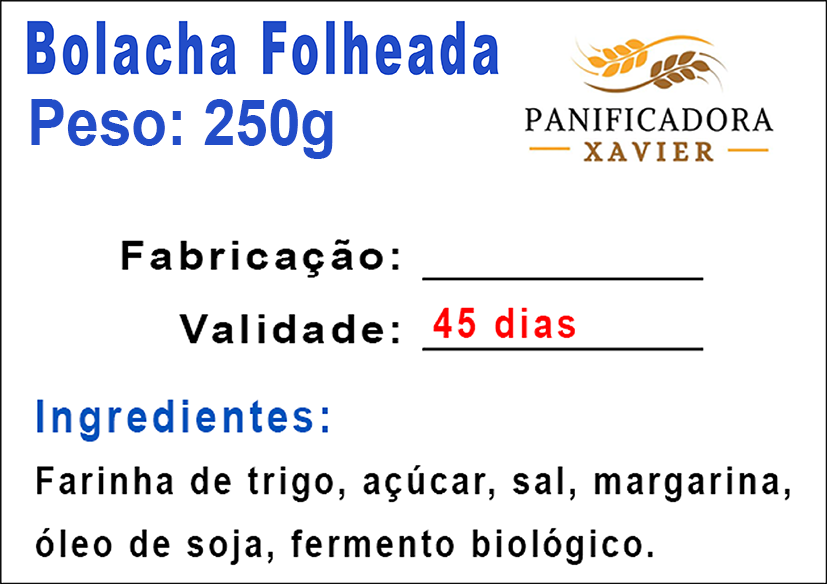 Bolacha Folheada
Peso: 250g
PANIFICADORA
XAVIER
Fabricação:
Validade: 45 dias
Ingredientes:
Farinha de trigo, açúcar, sal, margarina,
óleo de soja, fermento biológico.